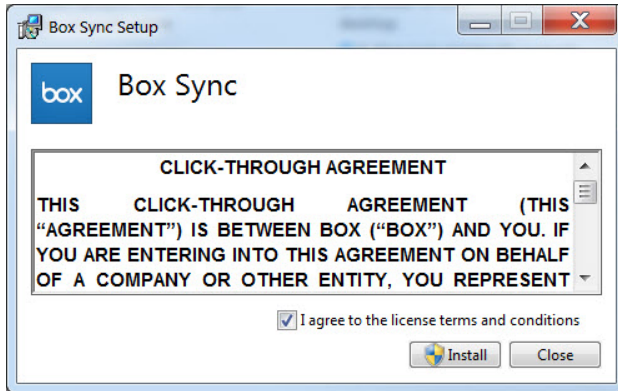 Box Sync Setup
box
Box Sync
CLICK-THROUGH AGREEMENT
THIS CLICK-THROUGH AGREEMENT (THIS
“AGREEMENT”) IS BETWEEN BOX (“BOX”) AND YOU. IF
YOU ARE ENTERING INTO THIS AGREEMENT ON BEHALF
OF A COMPANY OR OTHER ENTITY, YOU REPRESENT
I agree to the license terms and conditions
Install
Close